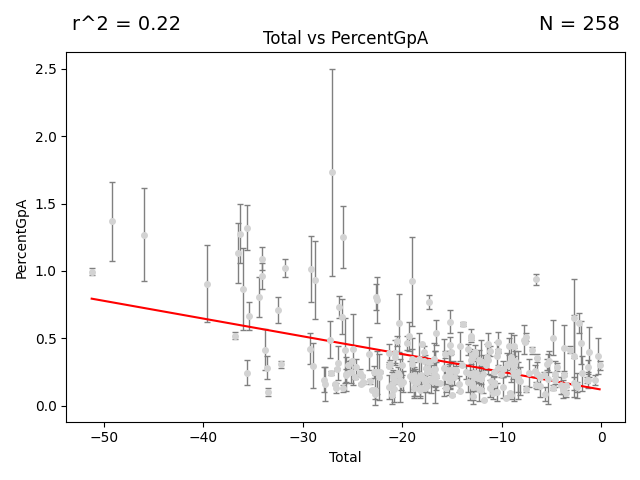 r^2 = 0.22
N = 258
Total vs PercentGpA
2.5
2.0
1.5
1.0
0.5
0.0
PercentGpA
−50
−40
−30
−20
−10
0
Total